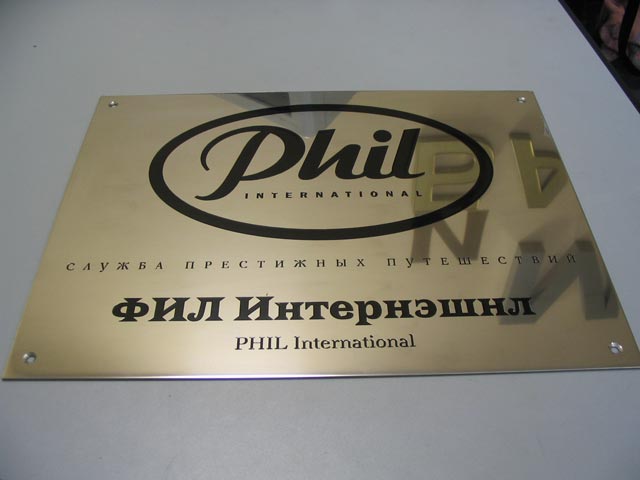 Phil
INTERNATIONAL
СЛУЖБА ПРЕСТИЖНЫХ ПУТЕШЕСТВИЙ
ФИЛ Интернэшнл
PHIL International